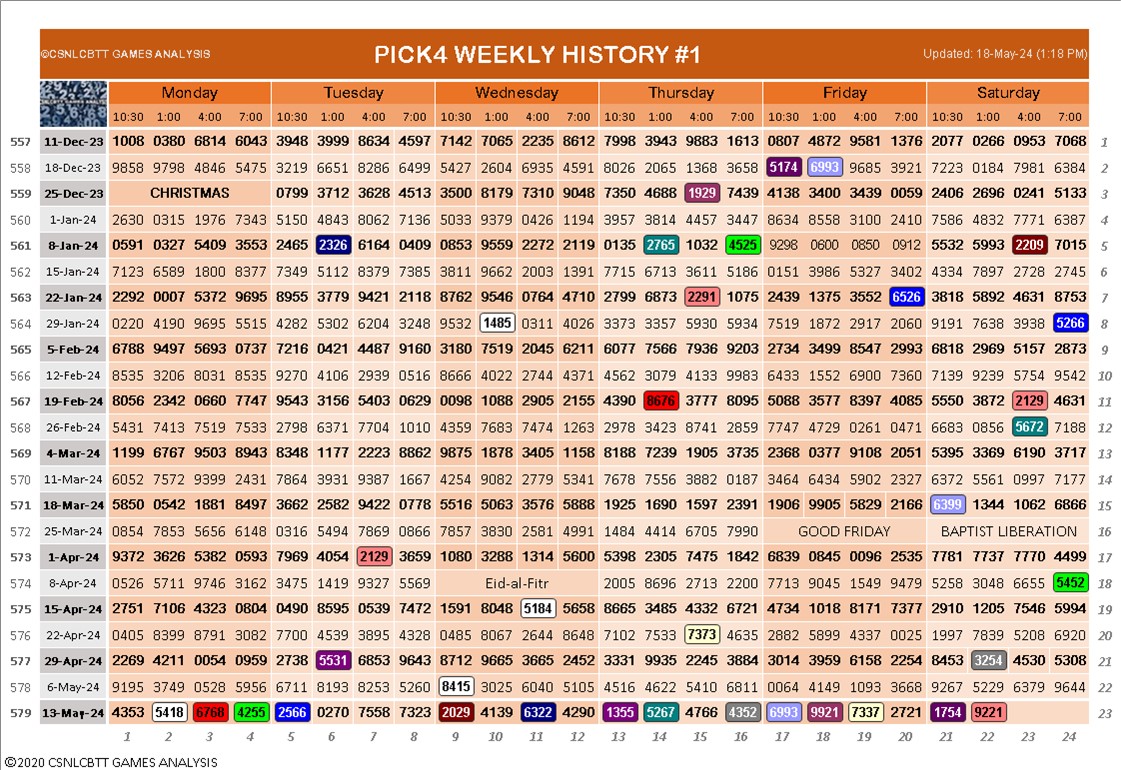 ©CSNLCBTT GAMES ANALYSIS PICK4 WEEKLY HISTORY #1 Updated: 18-May-24 (1:18 PM)
Monday Tuesday Wednesday Thursday Friday Saturday
10:30 1:00 4:00 7:00 10:30 1:00 4:00 7:00 10:30 1:00 4:00 7:00 10:30 1:00 4:00 7:00 10:30 1:00 4:00 7:00 10:30 1:00 4:00 7:00
557 11-Dec-23 1008 0380 6814 6043 3948 3999 8634 4597 7142 7065 2235 8612 7998 3943 9883 1613 0807 4872 9581 1376 2077 0266 0953 7068 1
558 18-Dec-23 9858 9798 4846 5475 3219 6651 8286 6499 5427 2604 6935 4591 8026 2065 1368 3658 5174 6993 9685 3921 7223 0184 7981 6384 2
559 25-Dec-23 CHRISTMAS 0799 3712 3628 4513 3500 8179 7310 9048 7350 4688 1929 7439 4138 3400 3439 0059 2406 2696 0241 5133 3
560 1-Jan-24 2630 0315 1976 7343 5150 4843 8062 7136 5033 9379 0426 1194 3957 3814 4457 3447 8634 8558 3100 2410 7586 4832 7771 6387 4
561 8-Jan-24 0591 0327 5409 3553 2465 2326 6164 0409 0853 9559 2272 2119 0135 2765 1032 4525 9298 0600 0850 0912 5532 5993 2209 7015 5
562 15-Jan-24 7123 6589 1800 8377 7349 5112 8379 7385 3811 9662 2003 1391 7715 6713 3611 5186 0151 3986 5327 3402 4334 7897 2728 2745 6
563 22-Jan-24 2292 0007 5372 9695 8955 3779 9421 2118 8762 9546 0764 4710 2799 6873 2291 1075 2439 1375 3552 6526 3818 5892 4631 8753 7
564 29-Jan-24 0220 4190 9695 5515 4282 5302 6204 3248 9532 1485 0311 4026 3373 3357 5930 5934 7519 1872 2917 2060 9191 7638 3938 5266 8
565 5-Feb-24 6788 9497 5693 0737 7216 0421 4487 9160 3180 7519 2045 6211 6077 7566 7936 9203 2734 3499 8547 2993 6818 2969 5157 2873 9
566 12-Feb-24 8535 3206 8031 8535 9270 4106 2939 0516 8666 4022 2744 4371 4562 3079 4133 9983 6433 1552 6900 7360 7139 9239 5754 9542 10
567 19-Feb-24 8056 2342 0660 7747 9543 3156 5403 0629 0098 1088 2905 2155 4390 8676 3777 8095 5088 3577 8397 4085 5550 3872 2129 4631 11
568 26-Feb-24 5431 7413 7519 7533 2798 6371 7704 1010 4359 7683 7474 1263 2978 3423 8741 2859 7747 4729 0261 0471 6683 0856 5672 7188 12
569 4-Mar-24 1199 6767 9503 8943 8348 1177 2223 8862 9875 1878 3405 1158 8188 7239 1905 3735 2368 0377 9108 2051 5395 3369 6190 3717 13
570 11-Mar-24 6052 7572 9399 2431 7864 3931 9387 1667 4254 9082 2779 5341 7678 7556 3882 0187 3464 6434 5902 2327 6372 5561 0997 7177 14
571 18-Mar-24 5850 0542 1881 8497 3662 2582 9422 0778 5516 5063 3576 5888 1925 1690 1597 2391 1906 9905 5829 2166 6399 1344 1062 6866 15
572 25-Mar-24 0854 7853 5656 6148 0316 5494 7869 0866 7857 3830 2581 4991 1484 4414 6705 7990 GOOD FRIDAY BAPTIST LIBERATION 16
573 1-Apr-24 9372 3626 5382 0593 7969 4054 2129 3659 1080 3288 1314 5600 5398 2305 7475 1842 6839 0845 0096 2535 7781 7737 7770 4499 17
574 8-Apr-24 0526 5711 9746 3162 3475 1419 9327 5569 Eid-al-Fitr 2005 8696 2713 2200 7713 9045 1549 9479 5258 3048 6655 5452 18
575 15-Apr-24 2751 7106 4323 0804 0490 8595 0539 7472 1591 8048 5184 5658 8665 3485 4332 6721 4734 1018 8171 7377 2910 1205 7546 5994 19
576 22-Apr-24 0405 8399 8791 3082 7700 4539 3895 4328 0485 8067 2644 8648 7102 7533 7373 4635 2882 5899 4337 0025 1997 7839 5208 6920 20
577 29-Apr-24 2269 4211 0054 0959 2738 5531 6853 9643 8712 9665 3665 2452 3331 9935 2245 3884 3014 3959 6158 2254 8453 3254 4530 5308 21
578 6-May-24 9195 3749 0528 5956 6711 8193 8253 5260 8415 3025 6040 5105 4516 4622 5410 6811 0064 4149 1093 3668 9267 5229 6379 9644 22
579 13-May-24 4353 5418 6768 4255 2566 0270 7558 7323 2029 4139 6322 4290 1355 5267 4766 4352 6993 9921 7337 2721 1754 9221 23
1 2 3 4 5 6 7 8 9 10 11 12 13 14 15 16 17 18 19 20 21 22 23 24
©2020 CSNLCBTT GAMES ANALYSIS